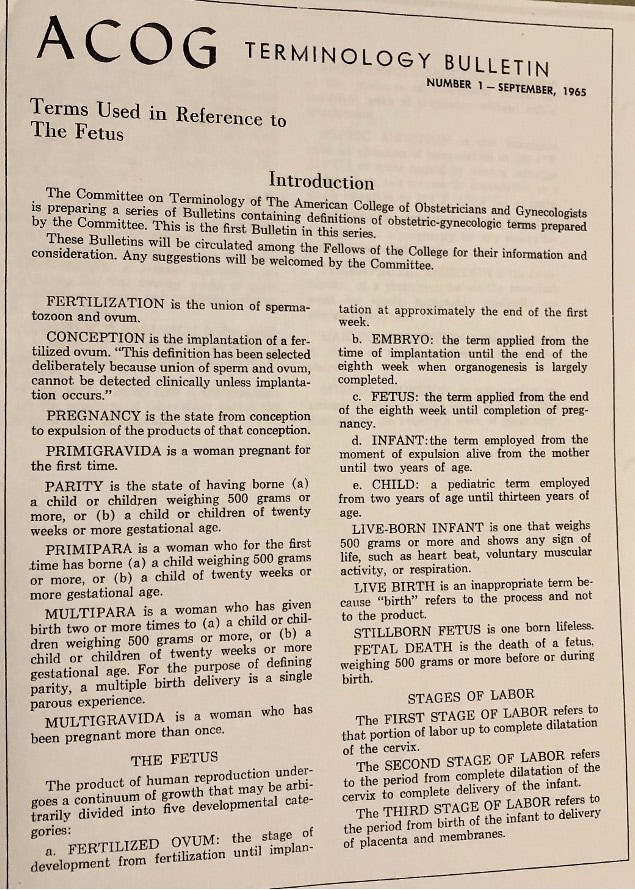 ACOG TERMINOLOGY BULLETIN
NUMBER 1 — SEPTEMBER, 1965
Terms Used in Reference to
The Fetus
Introduction
The Committee on Terminology of The American College of Obstetricians and Gynecologists
is preparing a series of Bulletins containing definitions of obstetric-gynecologic terms prepared
by the Committee. This is the first Bulletin in this series.
These Bulletins will be circulated among the Fellows of the College for their information and
consideration. Any suggestions will be welcomed by the Committee.
FERTILIZATION is the union of sperma-
tozoon and ovum.
CONCEPTION is the implantation of a fer-
tilized ovum. “This definition has been selected
deliberately because union of sperm and ovum,
cannot be detected clinically unless implanta-
tion occurs.”
PREGNANCY is the state from conception
to expulsion of the products of that conception.
PRIMIGRAVIDA is a woman pregnant for
the first time.
PARITY is the state of having borne (a)
a child or children weighing 500 grams or
more, or (b) a child or children of twenty
weeks or more gestational age.
PRIMIPARA is a woman who for the first
time has borne (a) a child weighing 500 grams
or more, or (b) a child of twenty weeks or
more gestational age.
MULTIPARA is a woman who has given
birth two or more times to (a) a child or chil-
dren weighing 500 grams or more, or (b) a
child or children of twenty weeks or more
gestational age. For the purpose of defining
parity, a multiple birth delivery is a single
parous experience.
MULTIGRAVIDA is a woman who has
been pregnant more than once.
THE FETUS
The product of human reproduction under-
goes a continuum of growth that may be arbi-
trarily divided into five developmental cate-
gories:
a. FERTILIZED OVUM: the stage of
development from fertilization until implan-
tation at approximately the end of the first
week.
b. EMBRYO: the term applied from the
time of implantation until the end of the
eighth week when organogenesis is largely
completed.
c. FETUS: the term applied from the end
of the eighth week until completion of preg-
nancy.
d. INFANT: the term employed from the
moment of expulsion alive from the mother
until two years of age.
e. CHILD: a pediatric term employed
from two years of age until thirteen years of
age.
LIVE-BORN INFANT is one that weighs
500 grams or more and shows any sign of
life, such as heart beat, voluntary muscular
activity, or respiration.
LIVE BIRTH is an inappropriate term be-
cause “birth” refers to the process and not
to the product.
STILLBORN FETUS is one born lifeless.
FETAL DEATH is the death of a fetus,
weighing 500 grams or more before or during
birth.
STAGES OF LABOR
The FIRST STAGE OF LABOR refers to
that portion of labor up to complete dilatation
of the cervix.
The SECOND STAGE OF LABOR refers
to the period from complete dilatation of the
cervix to complete delivery of the infant.
The THIRD STAGE OF LABOR refers to
the period from birth of the infant to delivery
of placenta and membranes.